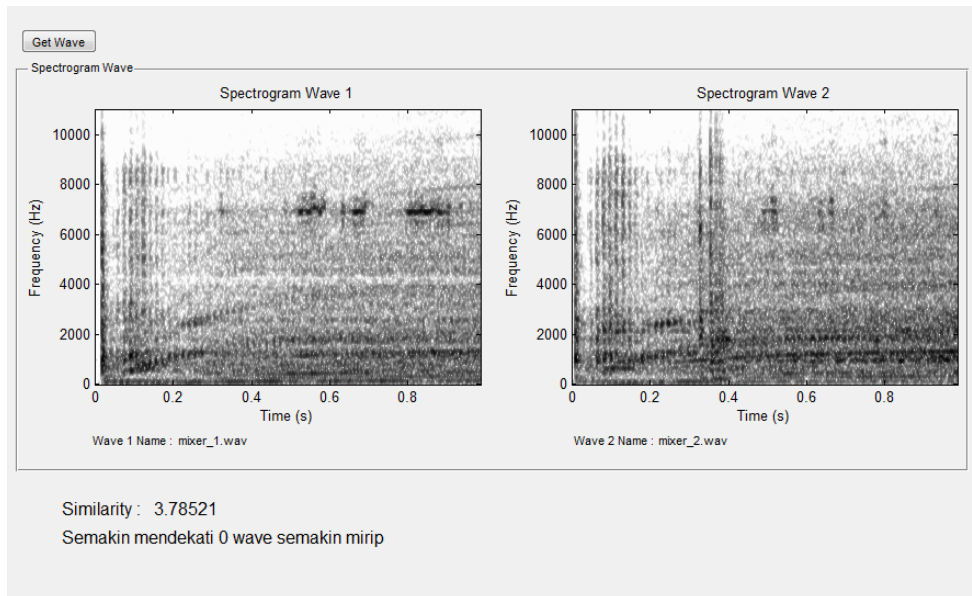 Get Wave
Spectrogram Wave
Spectrogram Wave 1
10000
8000
6000
4000
2000
0
Frequency (Hz)
0 0.2 0.4 0.6 0.8
Time (s)
Wave 1 Name : mixer_1.wav
Spectrogram Wave 2
10000
8000
6000
4000
2000
0
Frequency (Hz)
0 0.2 0.4 0.6 0.8
Time (s)
Wave 2 Name : mixer_2.wav
Similarity : 3.78521
Semakin mendekati 0 wave semakin mirip